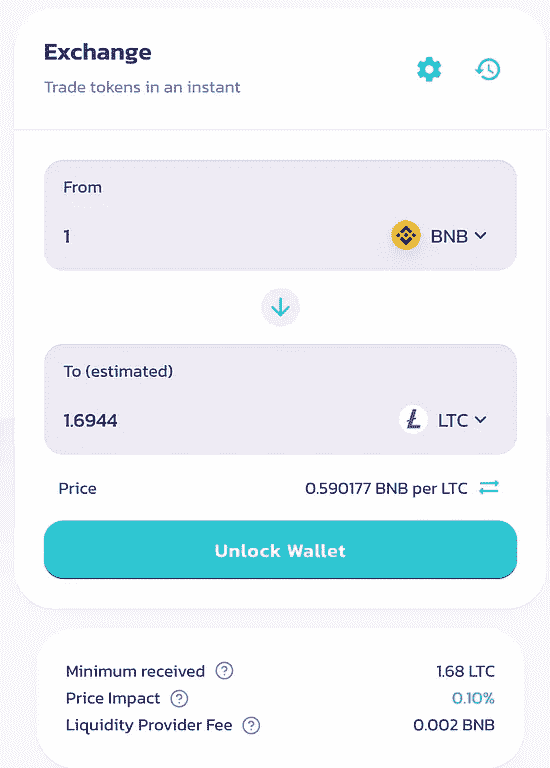 Exchange
Trade tokens in an instant
From
1 BNB
To (estimated)
1.6944 LTC
Price 0.590177 BNB per LTC
Unlock Wallet
Minimum received ? 1.68 LTC
Price Impact ? 0.10%
Liquidity Provider Fee ? 0.002 BNB